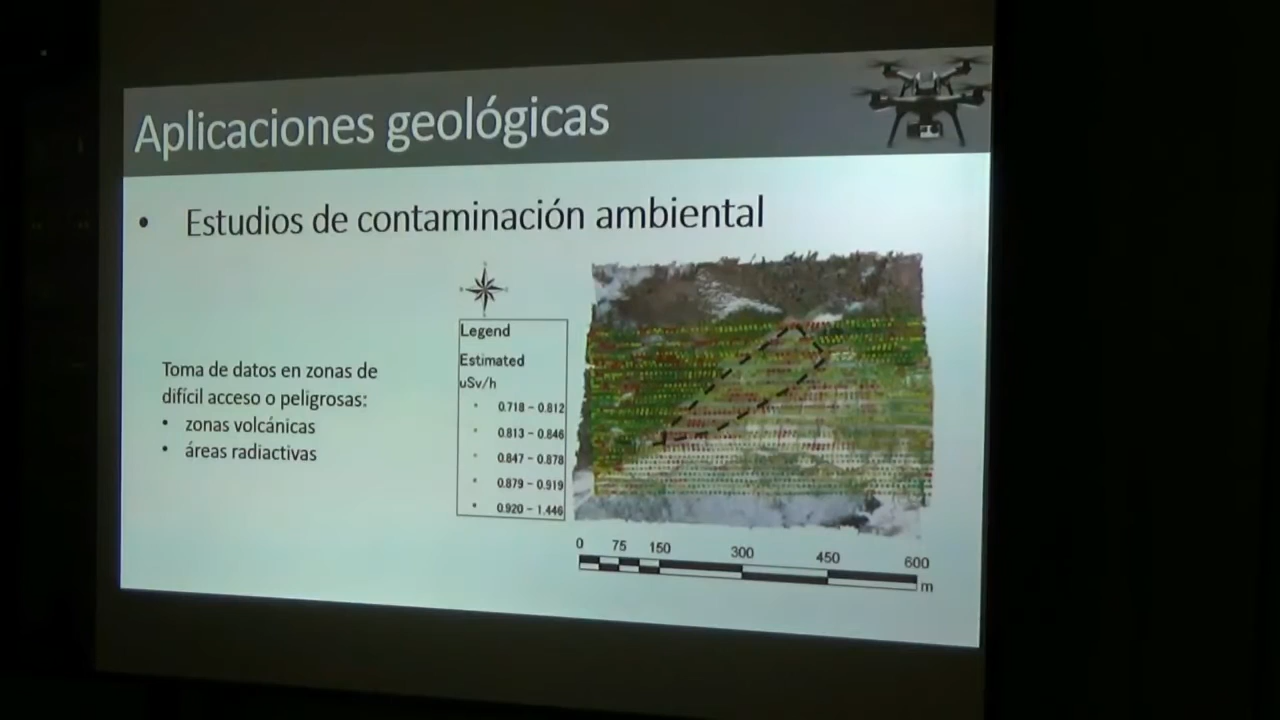 Aplicaciones geológicas
• Estudios de contaminación ambiental
Toma de datos en zonas de
difícil acceso o peligrosas:
• zonas volcánicas
• áreas radiactivas
Legend
Estimated
uSv/h
0.718 - 0.812
0.813 - 0.846
0.847 - 0.878
0.879 - 0.919
0.920 - 1.446
0 75 150 300 450 600
m